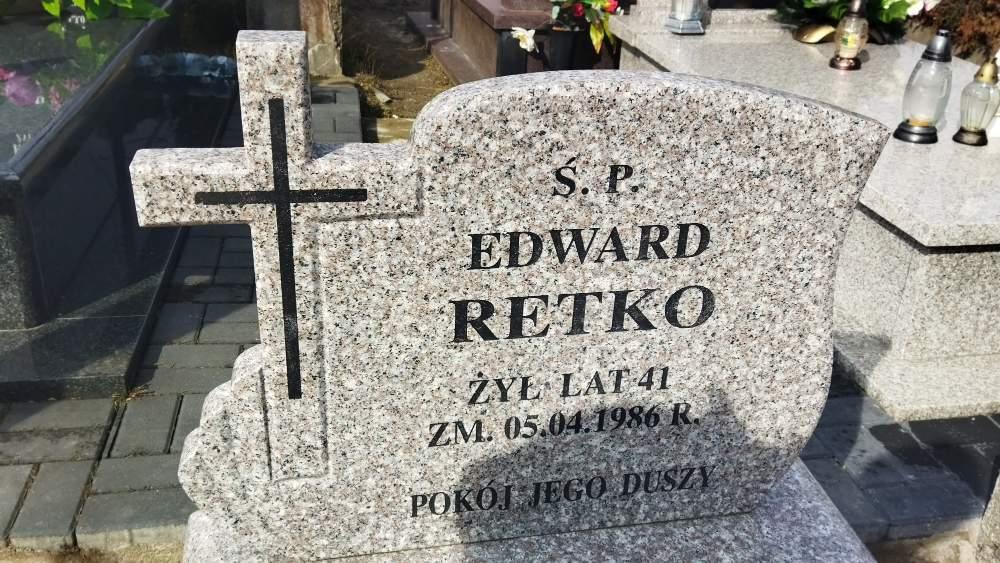 Ś. P.
EDWARD
RETKO
ŻYŁ LAT 41
ZM. 05.04.1986 R.
POKÓJ JEGO DUSZY